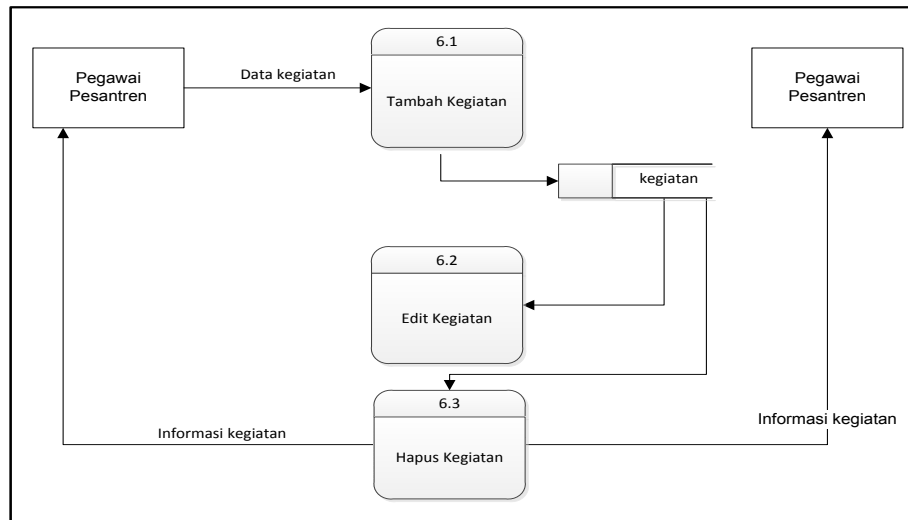 Pegawai
Pesantren
Data kegiatan
6.1
Tambah Kegiatan
Pegawai
Pesantren
kegiatan
6.2
Edit Kegiatan
6.3
Hapus Kegiatan
Informasi kegiatan
Informasi kegiatan